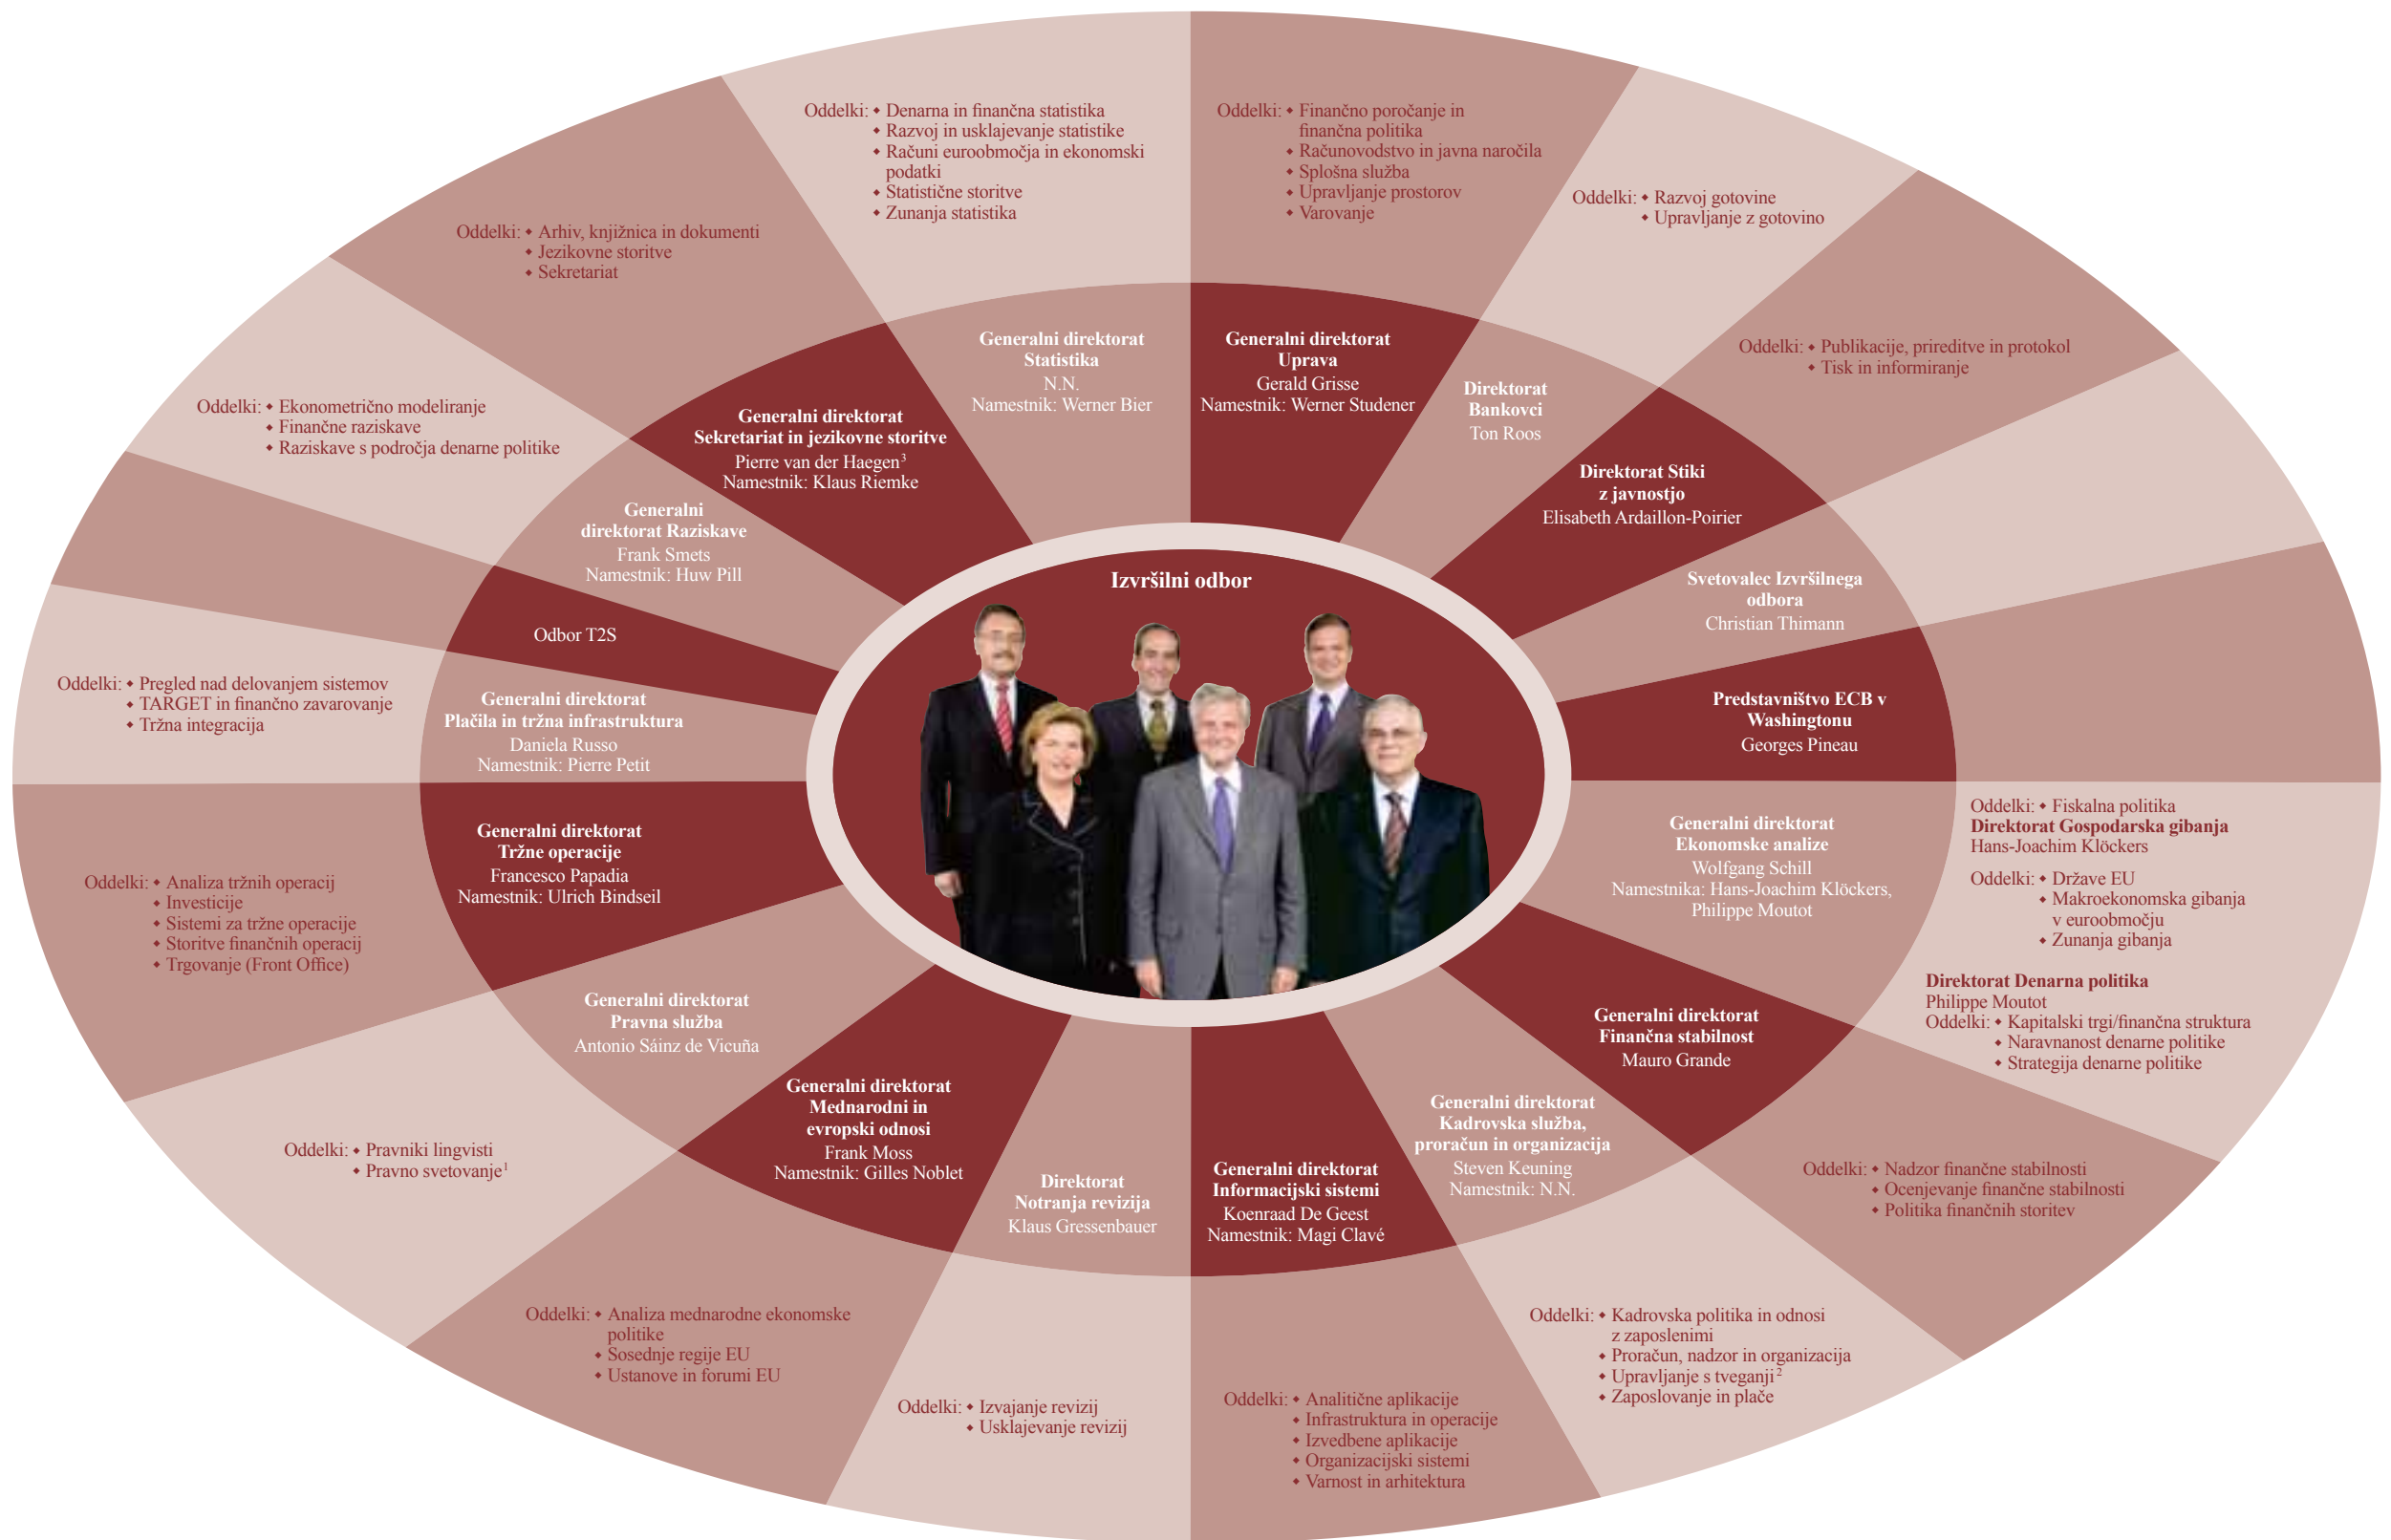 Izvršilni odbor
Oddelki: ◆ Finančno poročanje in
finančna politika
◆ Računovodstvo in javna naročila
◆ Splošna služba
◆ Upravljanje prostorov
◆ Varovanje
Generalni direktorat
Uprava
Gerald Grisse
Namestnik: Werner Studener
Oddelki: ◆ Razvoj gotovine
◆ Upravljanje z gotovino
Direktorat
Bankovci
Ton Roos
Oddelki: ◆ Publikacije, prireditve in protokol
◆ Tisk in informiranje
Direktorat Stiki
z javnostjo
Elisabeth Ardaillon-Poirier
Svetovalec Izvršilnega
odbora
Christian Thimann
Predstavništvo ECB v
Washingtonu
Georges Pineau
Generalni direktorat
Ekonomske analize
Wolfgang Schill
Namestnika: Hans-Joachim Klöckers,
Philippe Moutot
Oddelki: ◆ Fiskalna politika
Direktorat Gospodarska gibanja
Hans-Joachim Klöckers
Oddelki: ◆ Države EU
◆ Makroekonomska gibanja
v euroobmočju
◆ Zunanja gibanja
Direktorat Denarna politika
Philippe Moutot
Oddelki: ◆ Kapitalski trgi/finančna struktura
◆ Naravnanost denarne politike
◆ Strategija denarne politike
Generalni direktorat
Finančna stabilnost
Mauro Grande
Oddelki: ◆ Nadzor finančne stabilnosti
◆ Ocenjevanje finančne stabilnosti
◆ Politika finančnih storitev
Generalni direktorat
Kadrovska služba,
proračun in organizacija
Steven Keuning
Namestnik: N.N.
Oddelki: ◆ Kadrovska politika in odnosi
z zaposlenimi
◆ Proračun, nadzor in organizacija
◆ Upravljanje s tveganji²
◆ Zaposlovanje in plače
Generalni direktorat
Informacijski sistemi
Koenraad De Geest
Namestnik: Magi Clavé
Oddelki: ◆ Analitične aplikacije
◆ Infrastruktura in operacije
◆ Izvedbene aplikacije
◆ Organizacijski sistemi
◆ Varnost in arhitektura
Direktorat
Notranja revizija
Klaus Gressenbauer
Oddelki: ◆ Izvajanje revizij
◆ Usklajevanje revizij
Generalni direktorat
Mednarodni in
evropski odnosi
Frank Moss
Namestnik: Gilles Noblet
Oddelki: ◆ Analiza mednarodne ekonomske
politike
◆ Sosednje regije EU
◆ Ustanove in forumi EU
Generalni direktorat
Pravna služba
Antonio Sáinz de Vicuña
Oddelki: ◆ Pravniki lingvisti
◆ Pravno svetovanje¹
Generalni direktorat
Tržne operacije
Francesco Papadia
Namestnik: Ulrich Bindseil
Oddelki: ◆ Analiza tržnih operacij
◆ Investicije
◆ Sistemi za tržne operacije
◆ Storitve finančnih operacij
◆ Trgovanje (Front Office)
Generalni direktorat
Plačila in tržna infrastruktura
Daniela Russo
Namestnik: Pierre Petit
Oddelki: ◆ Pregled nad delovanjem sistemov
◆ TARGET in finančno zavarovanje
◆ Tržna integracija
Odbor T2S
Generalni
direktorat Raziskave
Frank Smets
Namestnik: Huw Pill
Oddelki: ◆ Ekonometrično modeliranje
◆ Finančne raziskave
◆ Raziskave s področja denarne politike
Generalni direktorat
Sekretariat in jezikovne storitve
Pierre van der Haegen³
Namestnik: Klaus Riemke
Oddelki: ◆ Arhiv, knjižnica in dokumenti
◆ Jezikovne storitve
◆ Sekretariat
Generalni direktorat
Statistika
N.N.
Namestnik: Werner Bier
Oddelki: ◆ Denarna in finančna statistika
◆ Razvoj in usklajevanje statistike
◆ Računi euroobmočja in ekonomski
podatki
◆ Statistične storitve
◆ Zunanja statistika